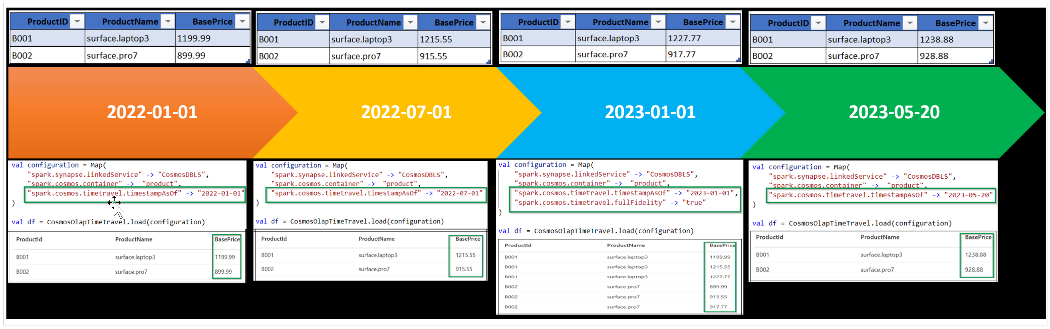 ProductID ProductName BasePrice
B001 surface.laptop3 1199.99
B002 surface.pro7 899.99
ProductID ProductName BasePrice
B001 surface.laptop3 1215.55
B002 surface.pro7 915.55
ProductID ProductName BasePrice
B001 surface.laptop3 1227.77
B002 surface.pro7 917.77
ProductID ProductName BasePrice
B001 surface.laptop3 1238.88
B002 surface.pro7 928.88
2022-01-01
2022-07-01
2023-01-01
2023-05-20
val configuration = Map(
"spark.synapse.linkedService" -> "CosmosDBLS",
"spark.cosmos.container" -> "product",
"spark.cosmos.timetravel.timestampAsOf" -> "2022-01-01"
)
val df = CosmosOlapTimeTravel.load(configuration)
ProductId ProductName BasePrice
B001 surface.laptop3 1199.99
B002 surface.pro7 899.99
val configuration = Map(
"spark.synapse.linkedService" -> "CosmosDBLS",
"spark.cosmos.container" -> "product",
"spark.cosmos.timetravel.timestampAsOf" -> "2022-07-01"
)
val df = CosmosOlapTimeTravel.load(configuration)
ProductId ProductName BasePrice
B001 surface.laptop3 1215.55
B002 surface.pro7 915.55
val configuration = Map(
"spark.synapse.linkedService" -> "CosmosDBLS",
"spark.cosmos.container" -> "product",
"spark.cosmos.timetravel.timestampAsOf" -> "2023-01-01",
"spark.cosmos.timetravel.fullFidelity" -> "true"
)
val df = CosmosOlapTimeTravel.load(configuration)
ProductId ProductName BasePrice
B001 surface.laptop3 1199.99
B001 surface.laptop3 1215.55
B001 surface.laptop3 1227.77
B002 surface.pro7 899.99
B002 surface.pro7 915.55
B002 surface.pro7 917.77
val configuration = Map(
"spark.synapse.linkedService" -> "CosmosDBLS",
"spark.cosmos.container" -> "product",
"spark.cosmos.timetravel.timestampAsOf" -> "2023-05-20"
)
val df = CosmosOlapTimeTravel.load(configuration)
ProductId ProductName BasePrice
B001 surface.laptop3 1238.88
B002 surface.pro7 928.88